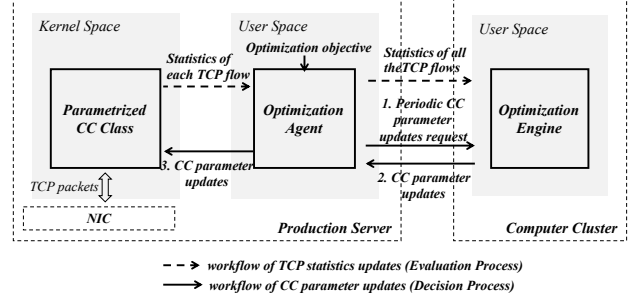 Kernel Space
User Space
User Space
Optimization objective
Statistics of
each TCP flow
Statistics of all
the TCP flows
Parametrized
CC Class
Optimization
Agent
1. Periodic CC
parameter
updates request
Optimization
Engine
3. CC parameter
updates
2. CC parameter
updates
TCP packets
NIC
Production Server
Computer Cluster
workflow of TCP statistics updates (Evaluation Process)
workflow of CC parameter updates (Decision Process)